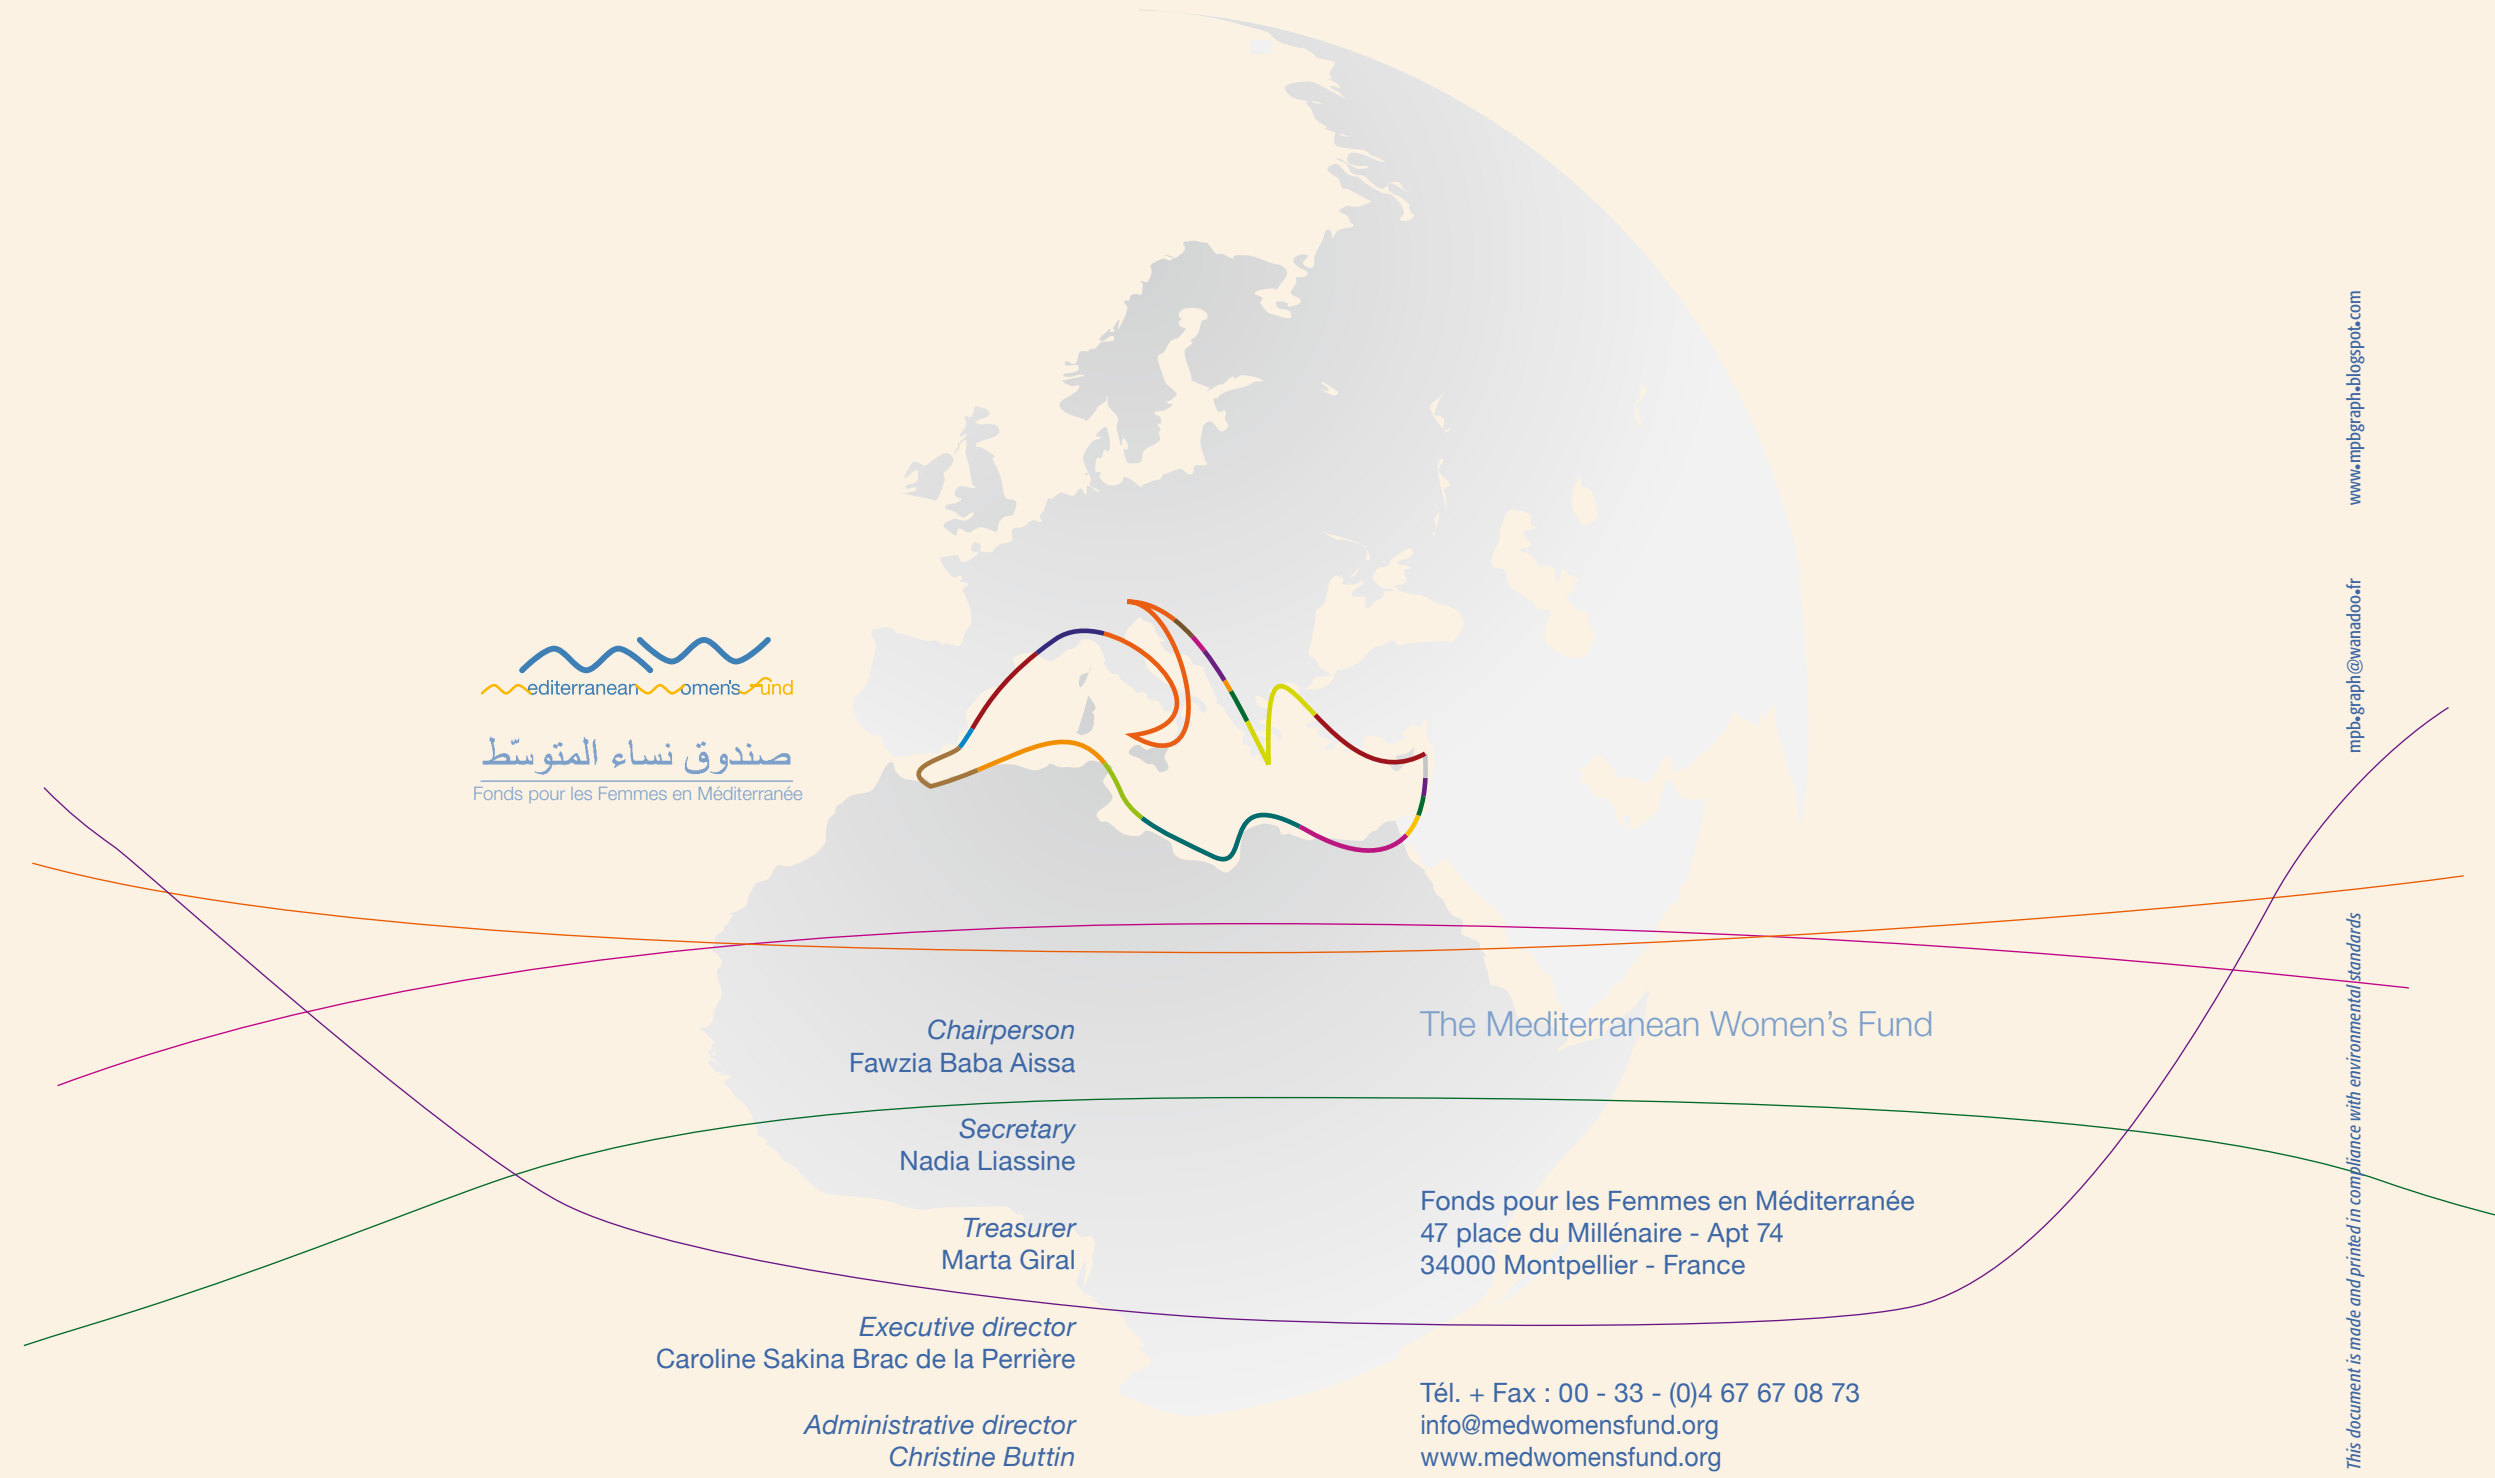 Mediterranean Women's Fund
صندوق نساء المتوسّط
Fonds pour les Femmes en Méditerranée
Chairperson
Fawzia Baba Aissa
Secretary
Nadia Liassine
Treasurer
Marta Giral
Executive director
Caroline Sakina Brac de la Perrière
Administrative director
Christine Buttin
The Mediterranean Women’s Fund
Fonds pour les Femmes en Méditerranée
47 place du Millénaire - Apt 74
34000 Montpellier - France
Tél. + Fax : 00 - 33 - (0)4 67 67 08 73
info@medwomensfund.org
www.medwomensfund.org
This document is made and printed in compliance with environmental standards
mpb.graph@wanadoo.fr
www.mpbgraph.blogspot.com